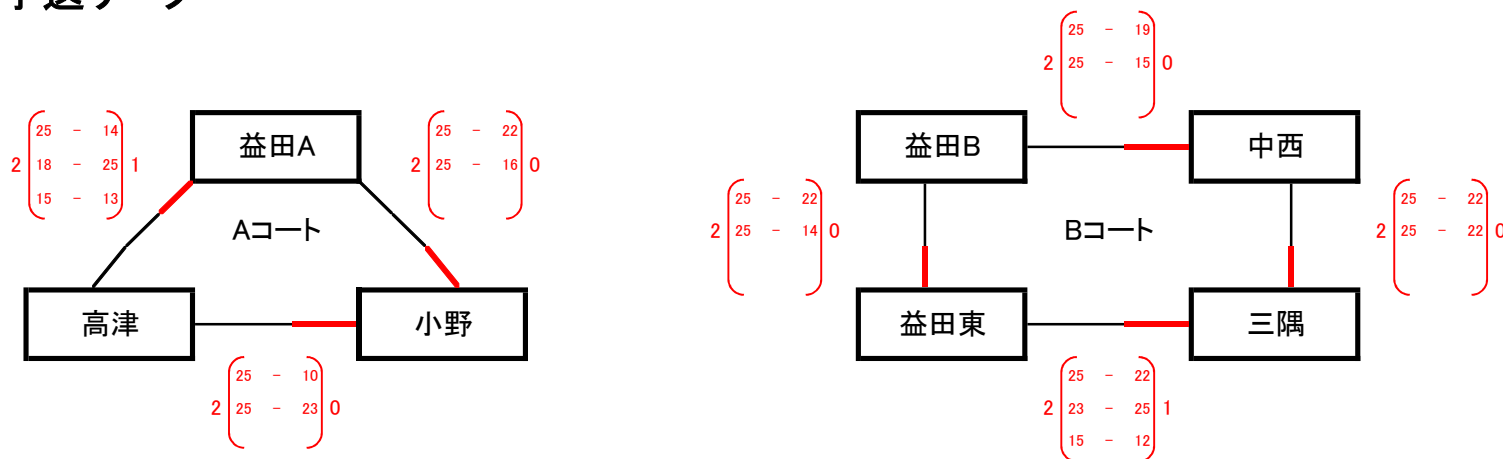 益田A
2 25 - 14 1
18 - 25
15 - 13
2 25 - 22 0
25 - 16
Aコート
高津
小野
2 25 - 10 0
25 - 23
2 25 - 19 0
25 - 15
益田B
中西
2 25 - 22 0
25 - 14
Bコート
2 25 - 22 0
25 - 22
益田東
三隅
2 25 - 22 1
23 - 25
15 - 12